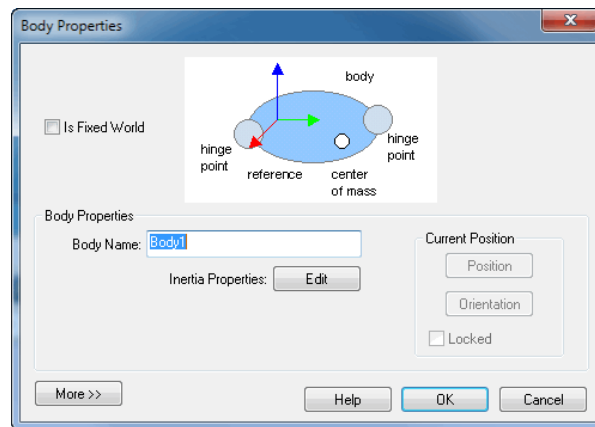 Body Properties
body
Is Fixed World
hinge
point
hinge
point
reference
center
of mass
Body Properties
Body Name: Body1
Inertia Properties: Edit
Current Position
Position
Orientation
Locked
More >>
Help
OK
Cancel